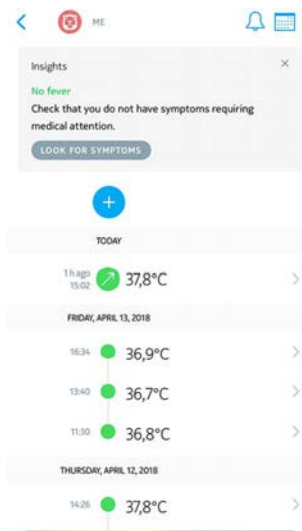 ME
Insights
No fever
Check that you do not have symptoms requiring
medical attention.
LOOK FOR SYMPTOMS
TODAY
1 h ago
15:02
37,8°C
FRIDAY, APRIL 13, 2018
16:34 36,9°C
13:40 36,7°C
11:30 36,8°C
THURSDAY, APRIL 12, 2018
14:26 37,8°C